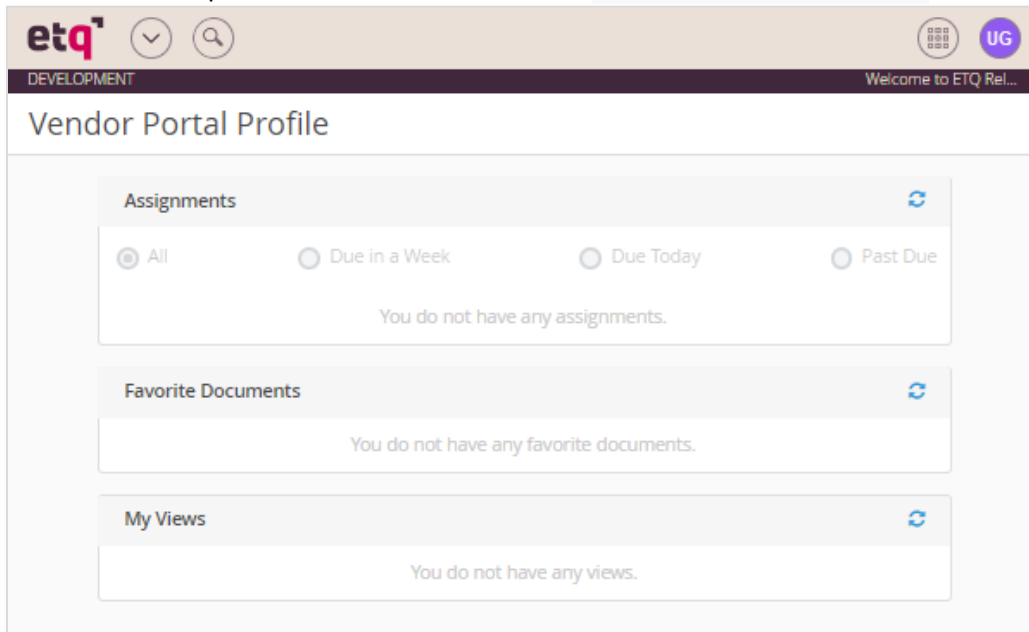 etq
UG
DEVELOPMENT Welcome to ETQ Rel...
Vendor Portal Profile
Assignments
All Due in a Week Due Today Past Due
You do not have any assignments.
Favorite Documents
You do not have any favorite documents.
My Views
You do not have any views.